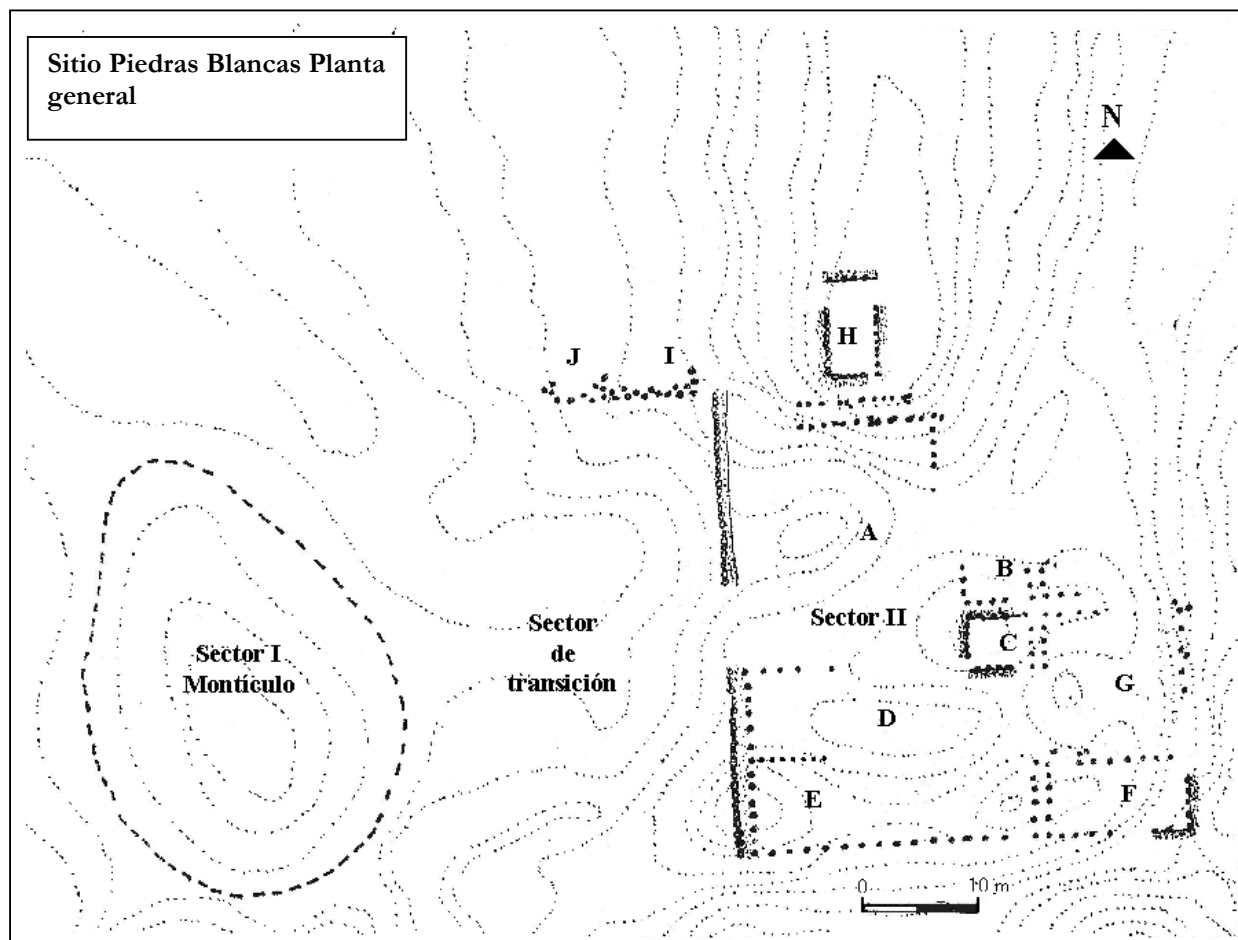 Sitio Piedras Blancas Planta
general
N
H
J I
A
B
Sector II
C
Sector
de
transición
Sector I
Montículo
G
D
E
F
0 10 m